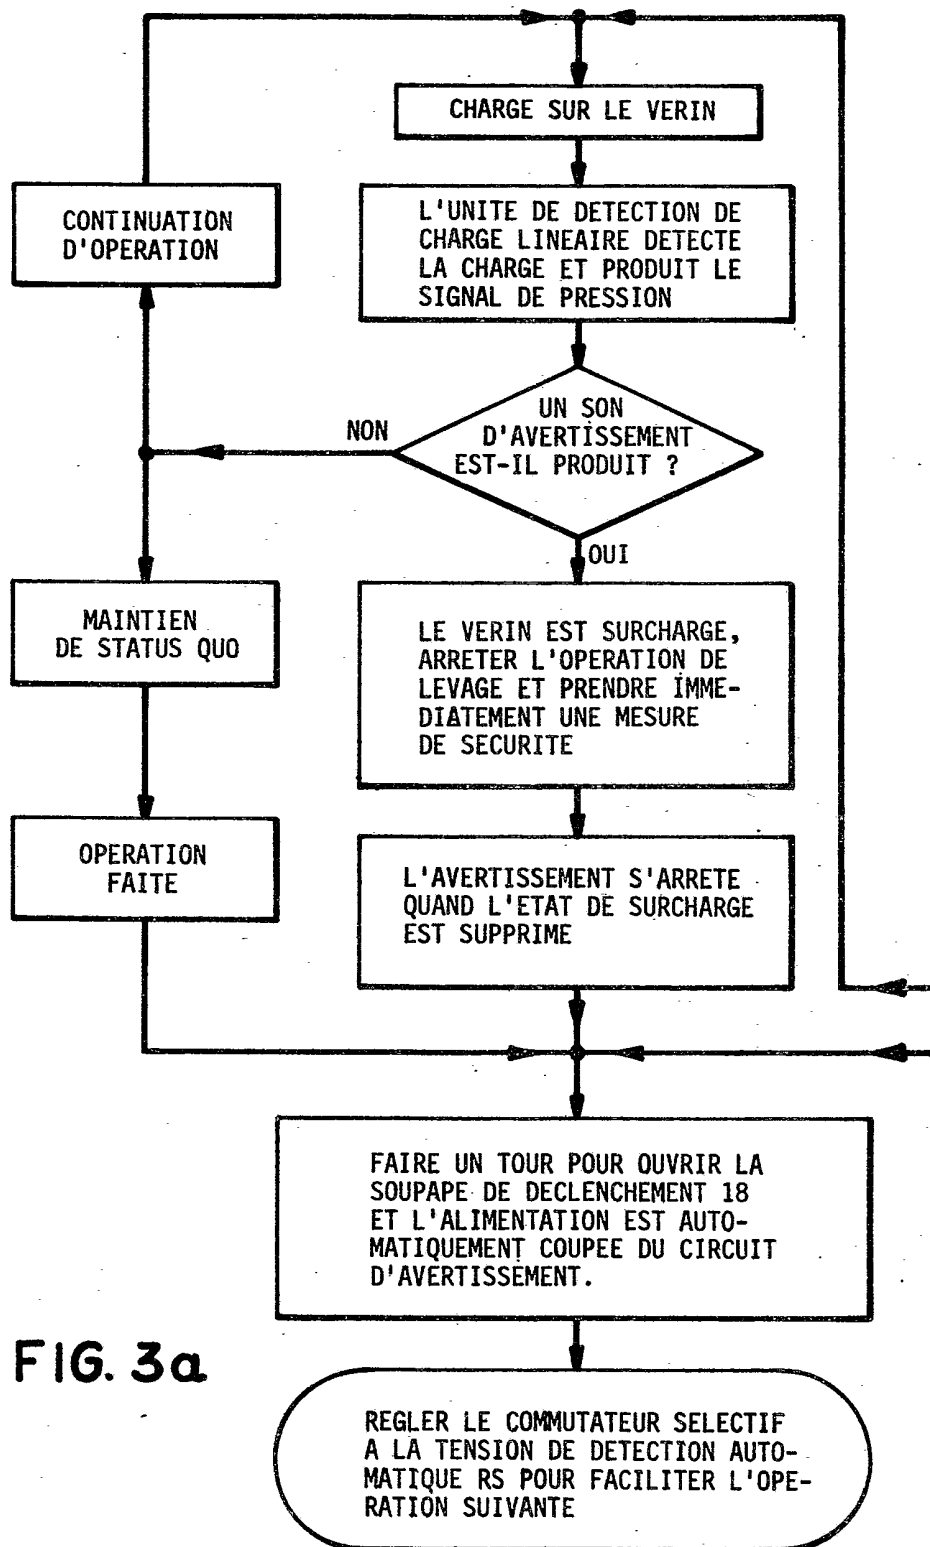 CHARGE SUR LE VERIN
CONTINUATION
D'OPERATION
L'UNITE DE DETECTION DE
CHARGE LINEAIRE DETECTE
LA CHARGE ET PRODUIT LE
SIGNAL DE PRESSION
UN SON
D'AVERTISSEMENT
EST-IL PRODUIT ?
NON
OUI
MAINTIEN
DE STATUS QUO
LE VERIN EST SURCHARGE,
ARRETER L'OPERATION DE
LEVAGE ET PRENDRE IMME-
DIATEMENT UNE MESURE
DE SECURITE
OPERATION
FAITE
L'AVERTISSEMENT S'ARRETE
QUAND L'ETAT DE SURCHARGE
EST SUPPRIME
FAIRE UN TOUR POUR OUVRIR LA
SOUPAPE DE DECLENCHEMENT 18
ET L'ALIMENTATION EST AUTO-
MATIQUEMENT COUPEE DU CIRCUIT
D'AVERTISSEMENT.
FIG. 3a
REGLER LE COMMUTATEUR SELECTIF
A LA TENSION DE DETECTION AUTO-
MATIQUE RS POUR FACILITER L'OPE-
RATION SUIVANTE